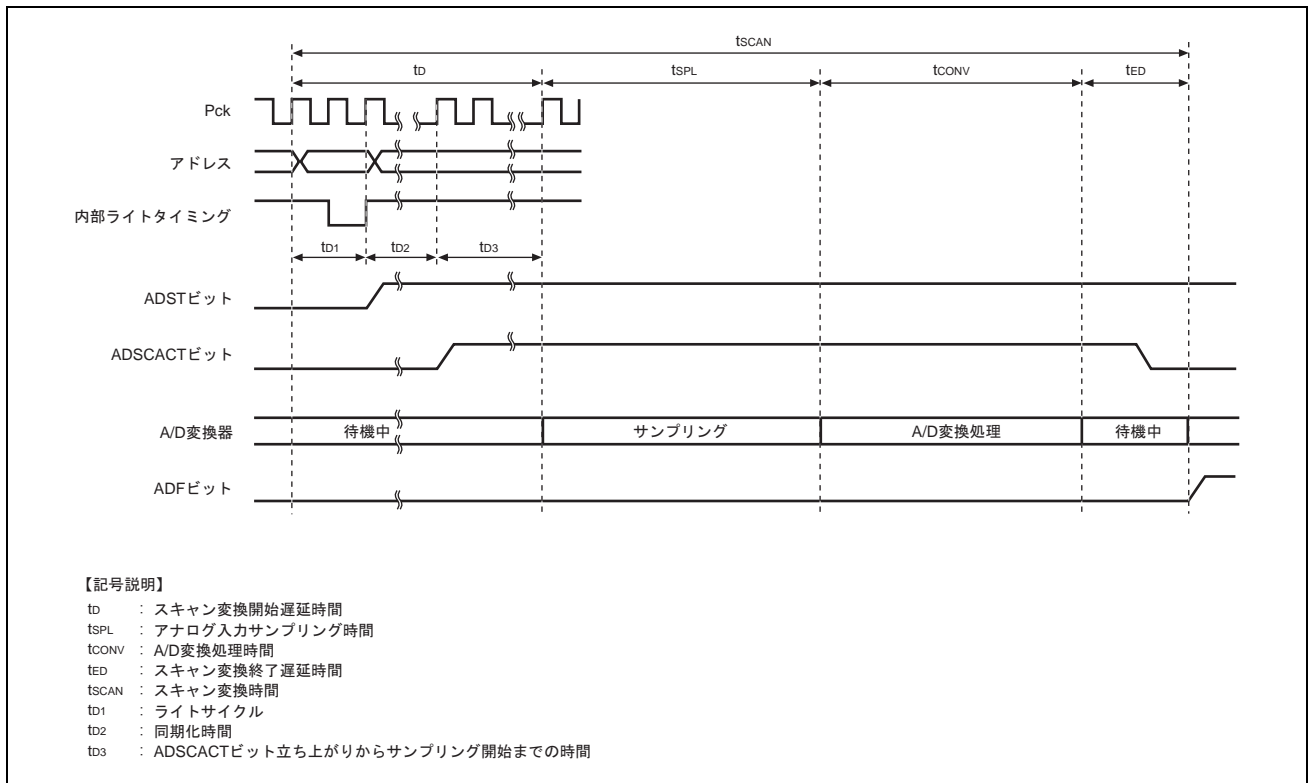 tSCAN
tD tSPL tCONV tED
Pck
アドレス
内部ライトタイミング
tD1 tD2 tD3
ADSTビット
ADSCACTビット
A/D変換器 待機中 サンプリング A/D変換処理 待機中
ADFビット
【記号説明】
tD : スキャン変換開始遅延時間
tSPL : アナログ入力サンプリング時間
tCONV : A/D変換処理時間
tED : スキャン変換終了遅延時間
tSCAN : スキャン変換時間
tD1 : ライトサイクル
tD2 : 同期化時間
tD3 : ADSCACTビット立ち上がりからサンプリング開始までの時間